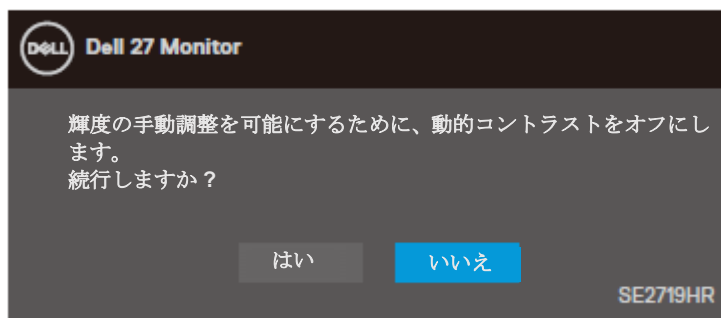 DELL Dell 27 Monitor
輝度の手動調整を可能にするために、動的コントラストをオフにし
ます。
続行しますか?
はい いいえ
SE2719HR